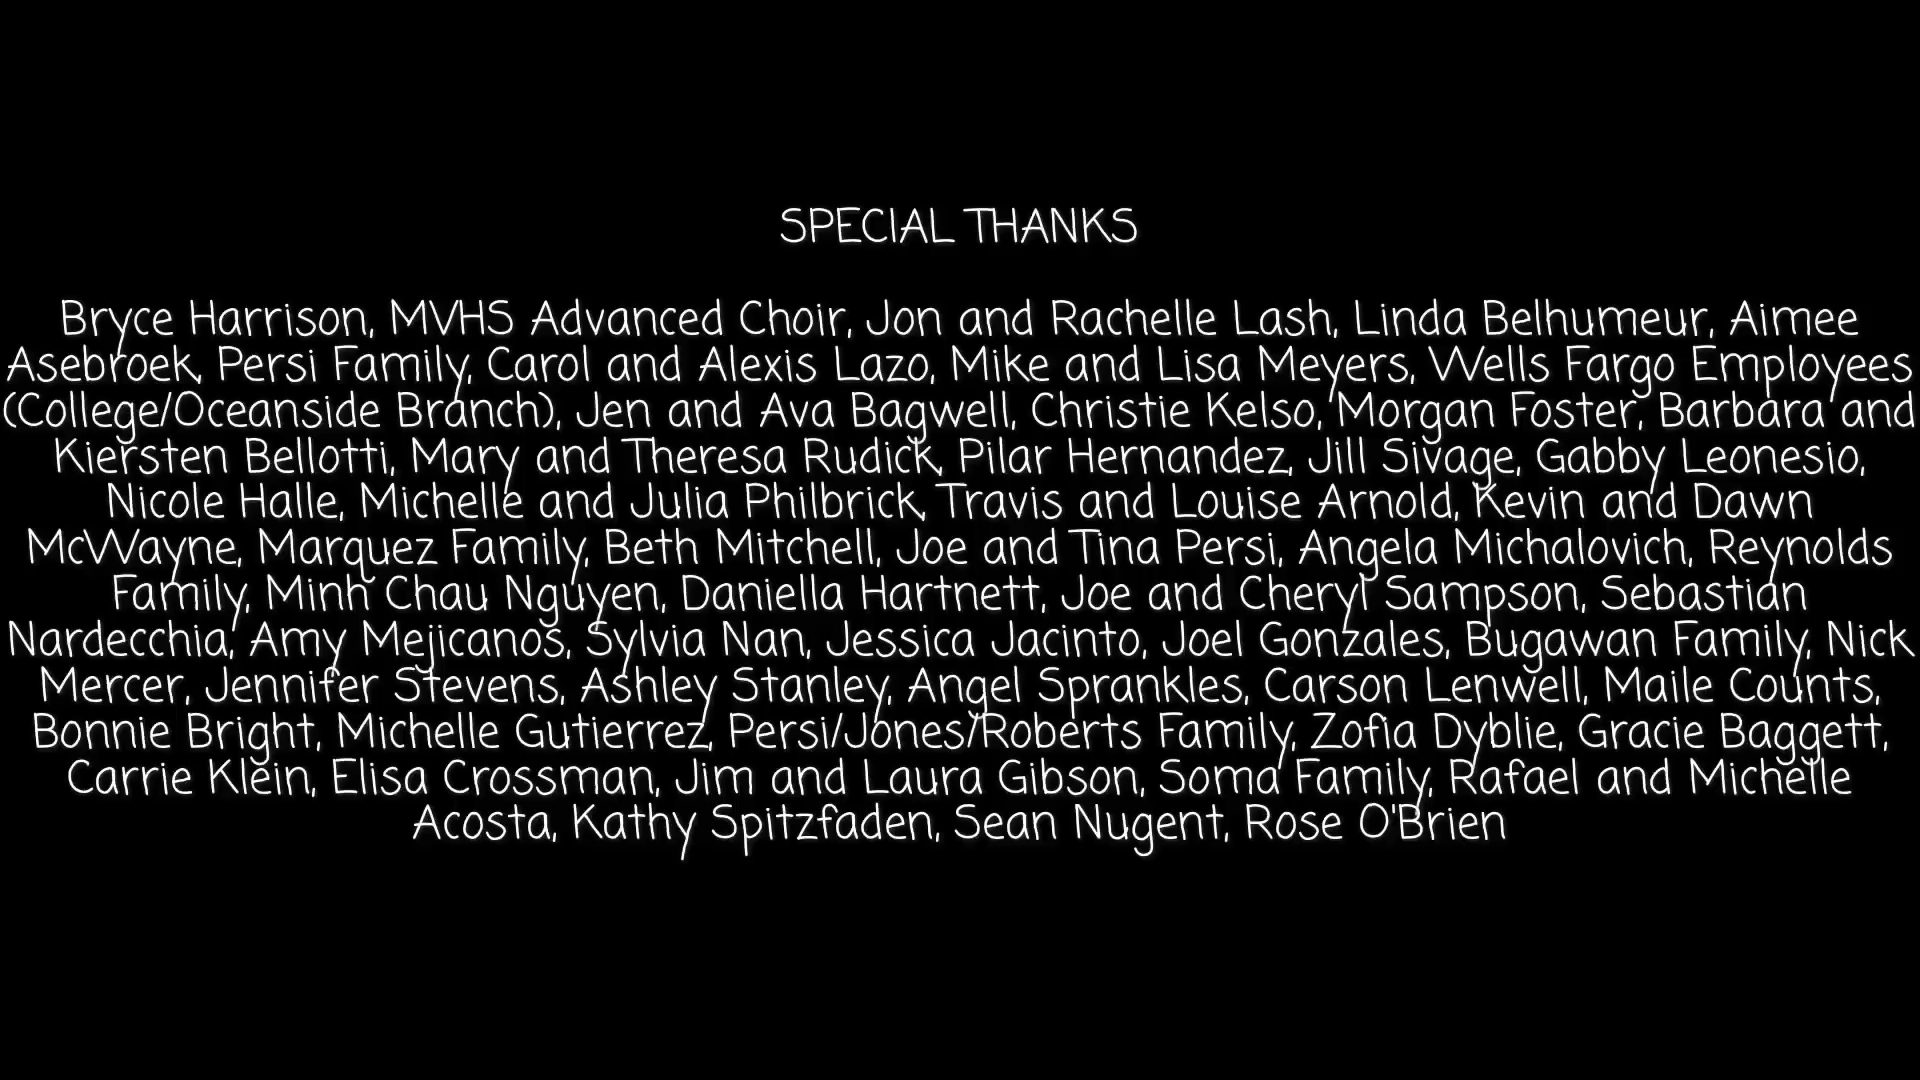 SPECIAL THANKS
Bryce Harrison, MVHS Advanced Choir, Jon and Rachelle Lash, Linda Belhumeur, Aimee
Asebroek, Persi Family, Carol and Alexis Lazo, Mike and Lisa Meyers, Wells Fargo Employees
(College/Oceanside Branch), Jen and Ava Bagwell, Christie Kelso, Morgan Foster, Barbara and
Kiersten Bellotti, Mary and Theresa Rudick, Pilar Hernandez, Jill Sivage, Gabby Leonesio,
Nicole Halle, Michelle and Julia Philbrick, Travis and Louise Arnold, Kevin and Dawn
McWayne, Marquez Family, Beth Mitchell, Joe and Tina Persi, Angela Michalovich, Reynolds
Family, Minh Chau Nguyen, Daniella Hartnett, Joe and Cheryl Sampson, Sebastian
Nardecchia, Amy Mejicanos, Sylvia Nan, Jessica Jacinto, Joel Gonzales, Bugawan Family, Nick
Mercer, Jennifer Stevens, Ashley Stanley, Angel Sprankles, Carson Lenwell, Maile Counts,
Bonnie Bright, Michelle Gutierrez, Persi/Jones/Roberts Family, Zofia Dyblie, Gracie Baggett,
Carrie Klein, Elisa Crossman, Jim and Laura Gibson, Soma Family, Rafael and Michelle
Acosta, Kathy Spitzfaden, Sean Nugent, Rose O'Brien